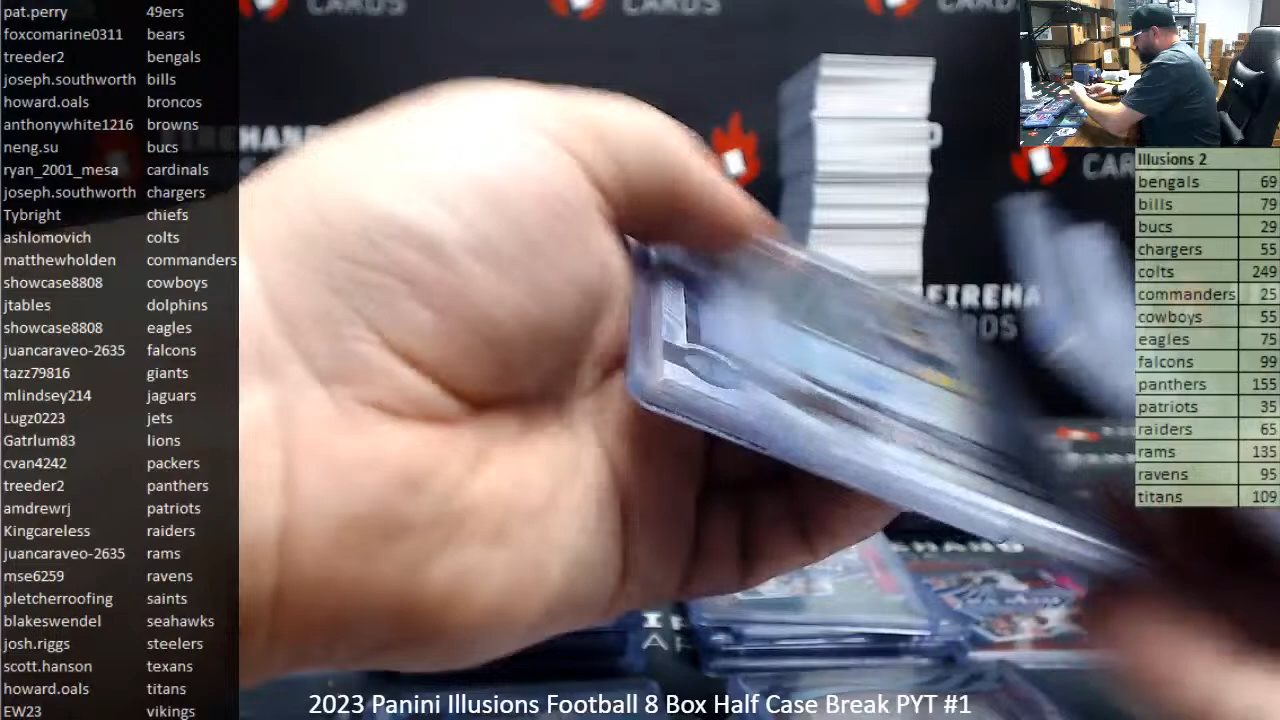 pat.perry 49ers
foxcomarine0311 bears
treeder2 bengals
joseph.southworth bills
howard.oals broncos
anthonywhite1216 browns
neng.su bucs
ryan_2001_mesa cardinals
joseph.southworth chargers
Tybright chiefs
ashlomovich colts
matthewholden commanders
showcase8808 cowboys
jtables dolphins
showcase8808 eagles
juancaraveo-2635 falcons
tazz79816 giants
mlindsey214 jaguars
Lugz0223 jets
Gatrlum83 lions
cvan4242 packers
treeder2 panthers
amdrewrj patriots
Kingcareless raiders
juancaraveo-2635 rams
mse6259 ravens
pletcherroofing saints
blakeswendel seahawks
josh.riggs steelers
scott.hanson texans
howard.oals titans
EW23 vikings
CARDS
CARDS
CARD
FIREHA
RDS
CAR
Illusions 2
bengals 69
bills 79
bucs 29
chargers 55
colts 249
commanders 25
cowboys 55
eagles 75
falcons 99
panthers 155
patriots 35
raiders 65
rams 135
ravens 95
titans 109
2023 Panini Illusions Football 8 Box Half Case Break PYT #1